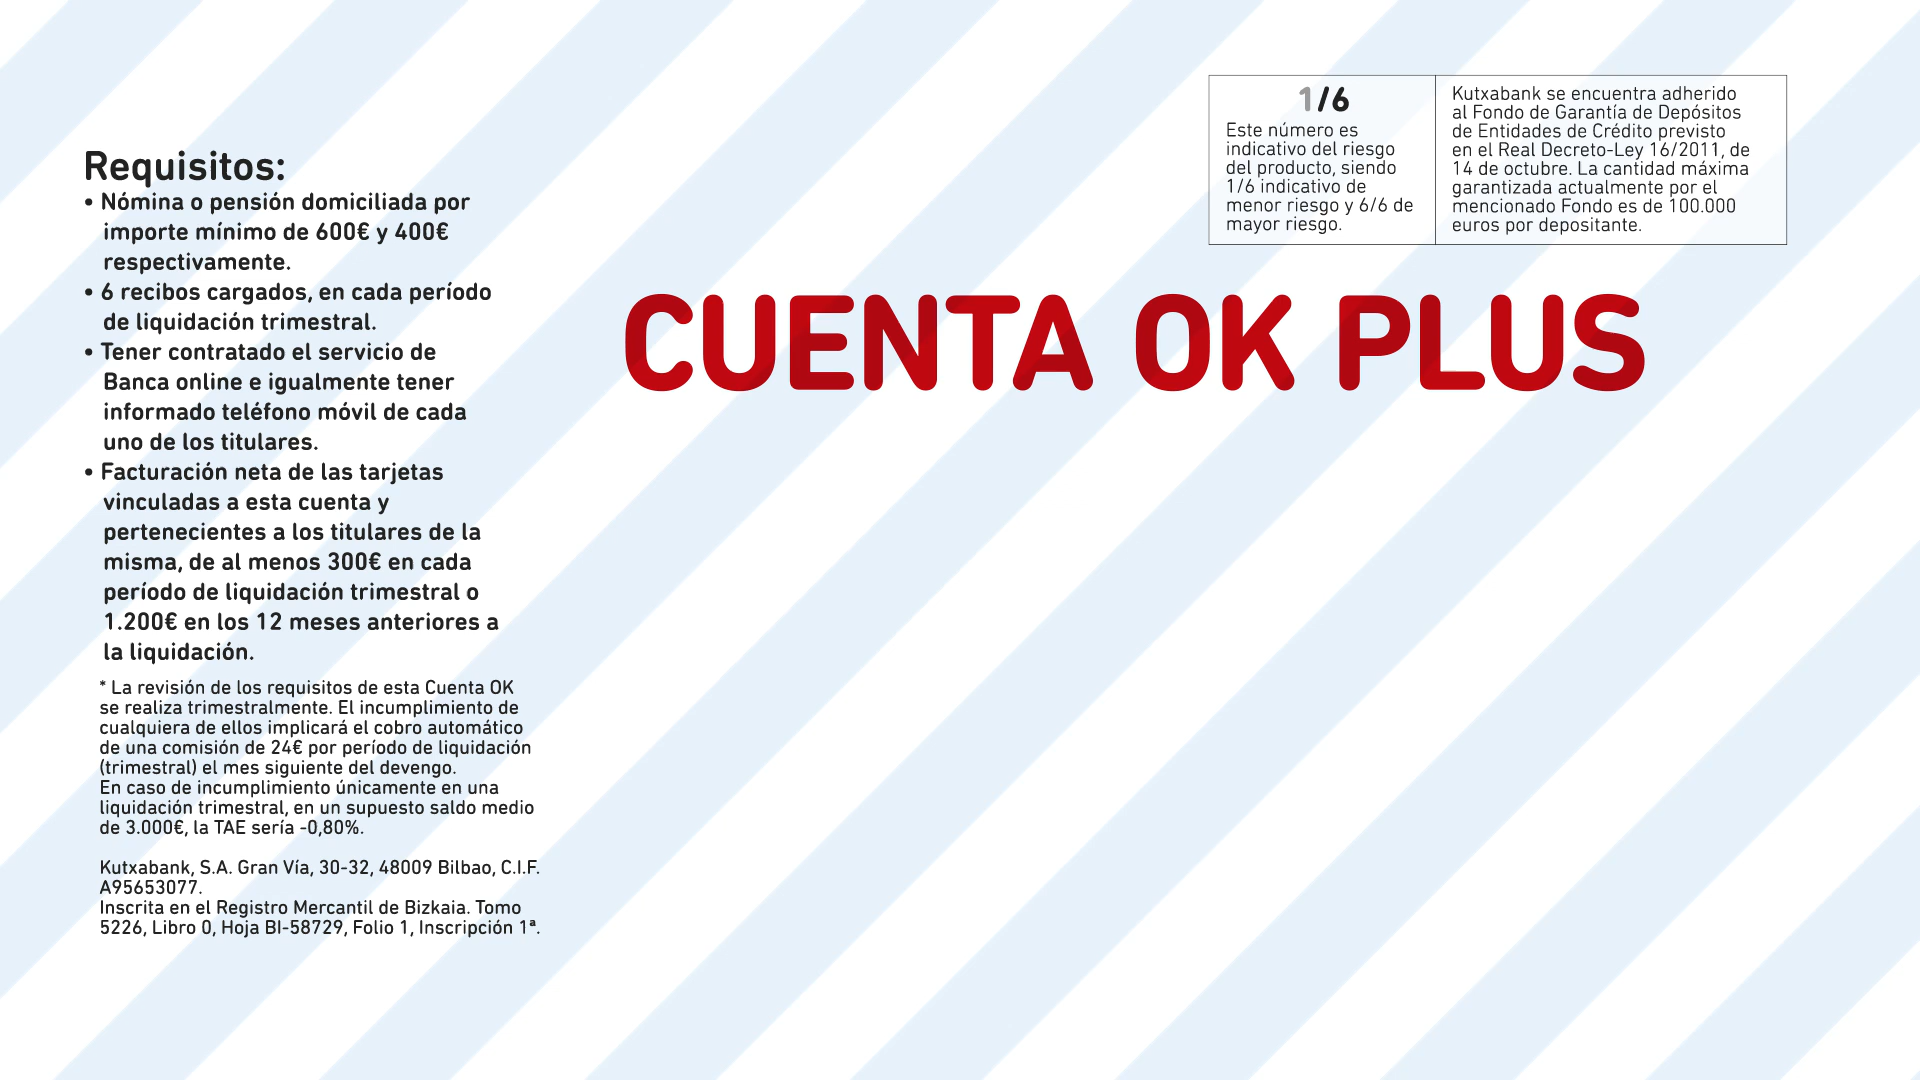 Requisitos:
• Nómina o pensión domiciliada por
importe mínimo de 600€ y 400€
respectivamente.
• 6 recibos cargados, en cada período
de liquidación trimestral.
• Tener contratado el servicio de
Banca online e igualmente tener
informado teléfono móvil de cada
uno de los titulares.
• Facturación neta de las tarjetas
vinculadas a esta cuenta y
pertenecientes a los titulares de la
misma, de al menos 300€ en cada
período de liquidación trimestral o
1.200€ en los 12 meses anteriores a
la liquidación.
* La revisión de los requisitos de esta Cuenta OK
se realiza trimestralmente. El incumplimiento de
cualquiera de ellos implicará el cobro automático
de una comisión de 24€ por período de liquidación
(trimestral) el mes siguiente del devengo.
En caso de incumplimiento únicamente en una
liquidación trimestral, en un supuesto saldo medio
de 3.000€, la TAE sería -0,80%.
Kutxabank, S.A. Gran Vía, 30-32, 48009 Bilbao, C.I.F.
A95653077.
Inscrita en el Registro Mercantil de Bizkaia. Tomo
5226, Libro 0, Hoja BI-58729, Folio 1, Inscripción 1ª.
1/6
Este número es
indicativo del riesgo
del producto, siendo
1/6 indicativo de
menor riesgo y 6/6 de
mayor riesgo.
Kutxabank se encuentra adherido
al Fondo de Garantía de Depósitos
de Entidades de Crédito previsto
en el Real Decreto-Ley 16/2011, de
14 de octubre. La cantidad máxima
garantizada actualmente por el
mencionado Fondo es de 100.000
euros por depositante.
CUENTA OK PLUS